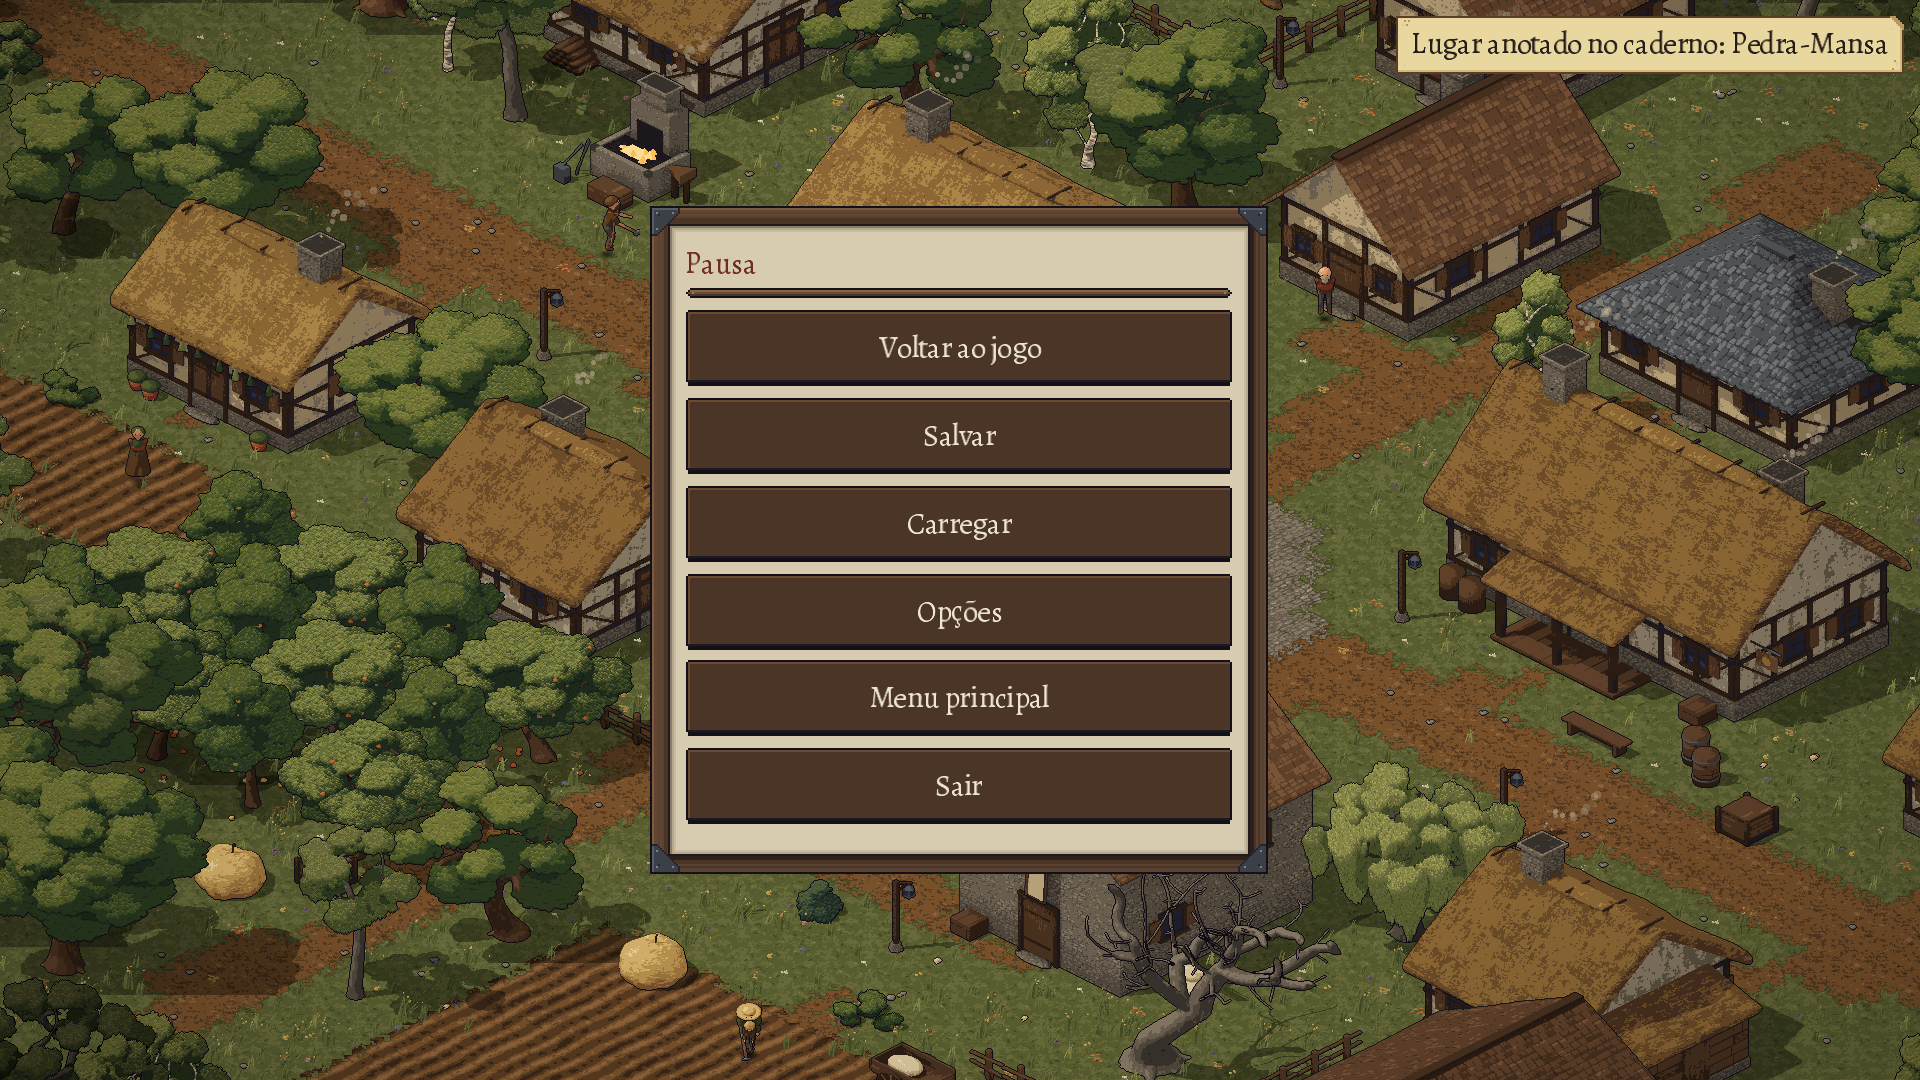 Lugar anotado no caderno: Pedra-Mansa
Pausa
Voltar ao jogo
Salvar
Carregar
Opções
Menu principal
Sair